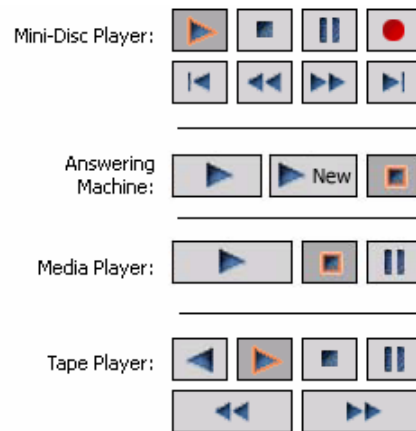 Mini-Disc Player:
Answering
Machine:
New
Media Player:
Tape Player: